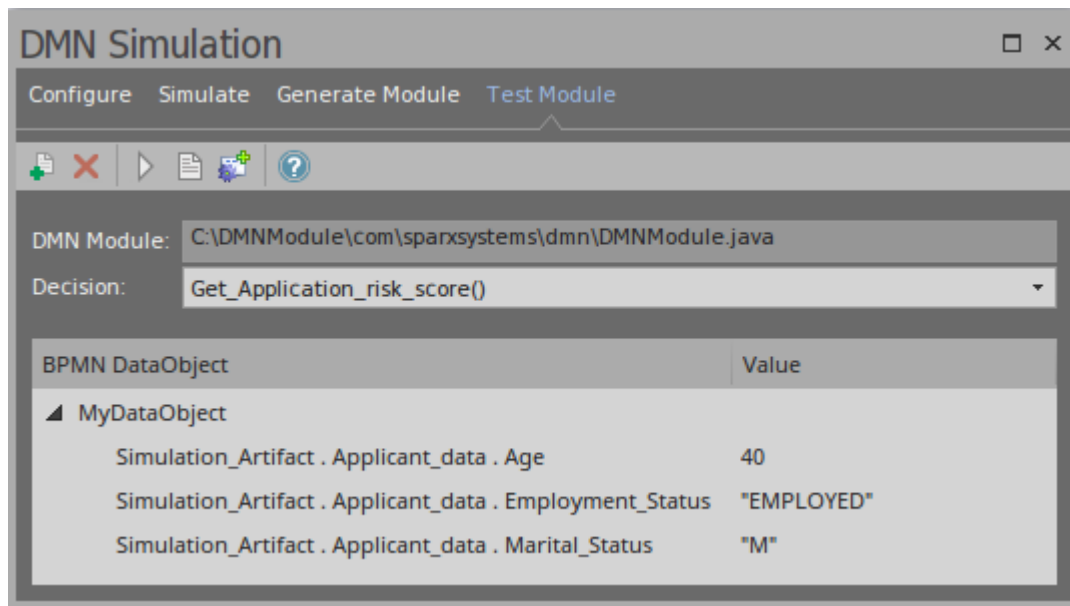 DMN Simulation
Configure Simulate Generate Module Test Module
DMN Module: C:\DMNModule\com\sparxsystems\dmn\DMNModule.java
Decision: Get_Application_risk_score()
BPMN DataObject Value
MyDataObject
Simulation_Artifact . Applicant_data . Age 40
Simulation_Artifact . Applicant_data . Employment_Status "EMPLOYED"
Simulation_Artifact . Applicant_data . Marital_Status "M"